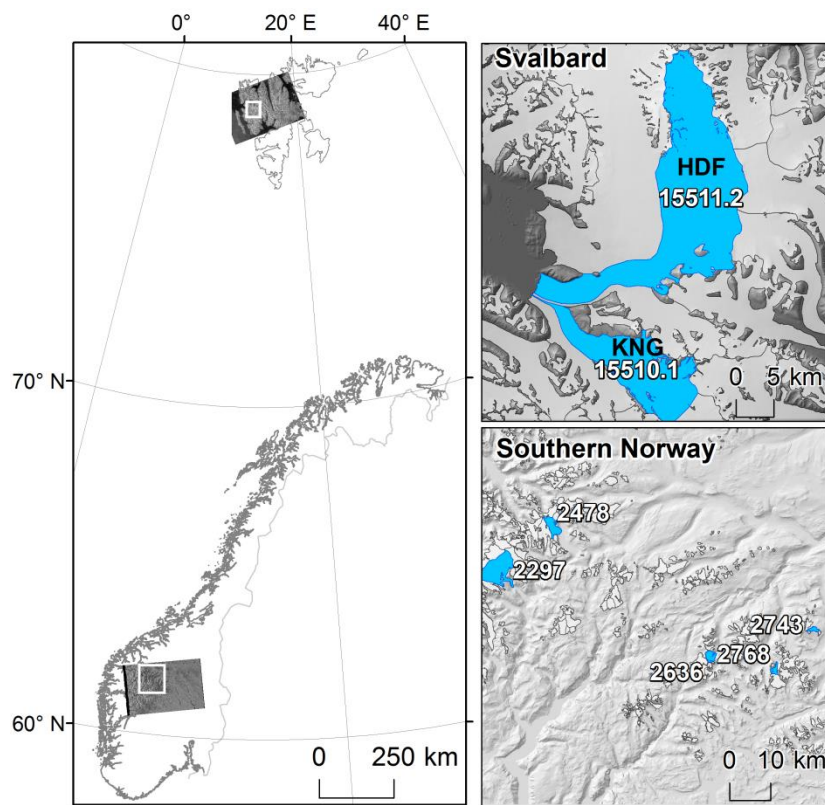 0°
20° E
40° E
70° N
60° N
0 250 km
Svalbard
HDF
15511.2
KNG
15510.1
0 5 km
Southern Norway
2478
2297
2743
2636
2768
0 10 km